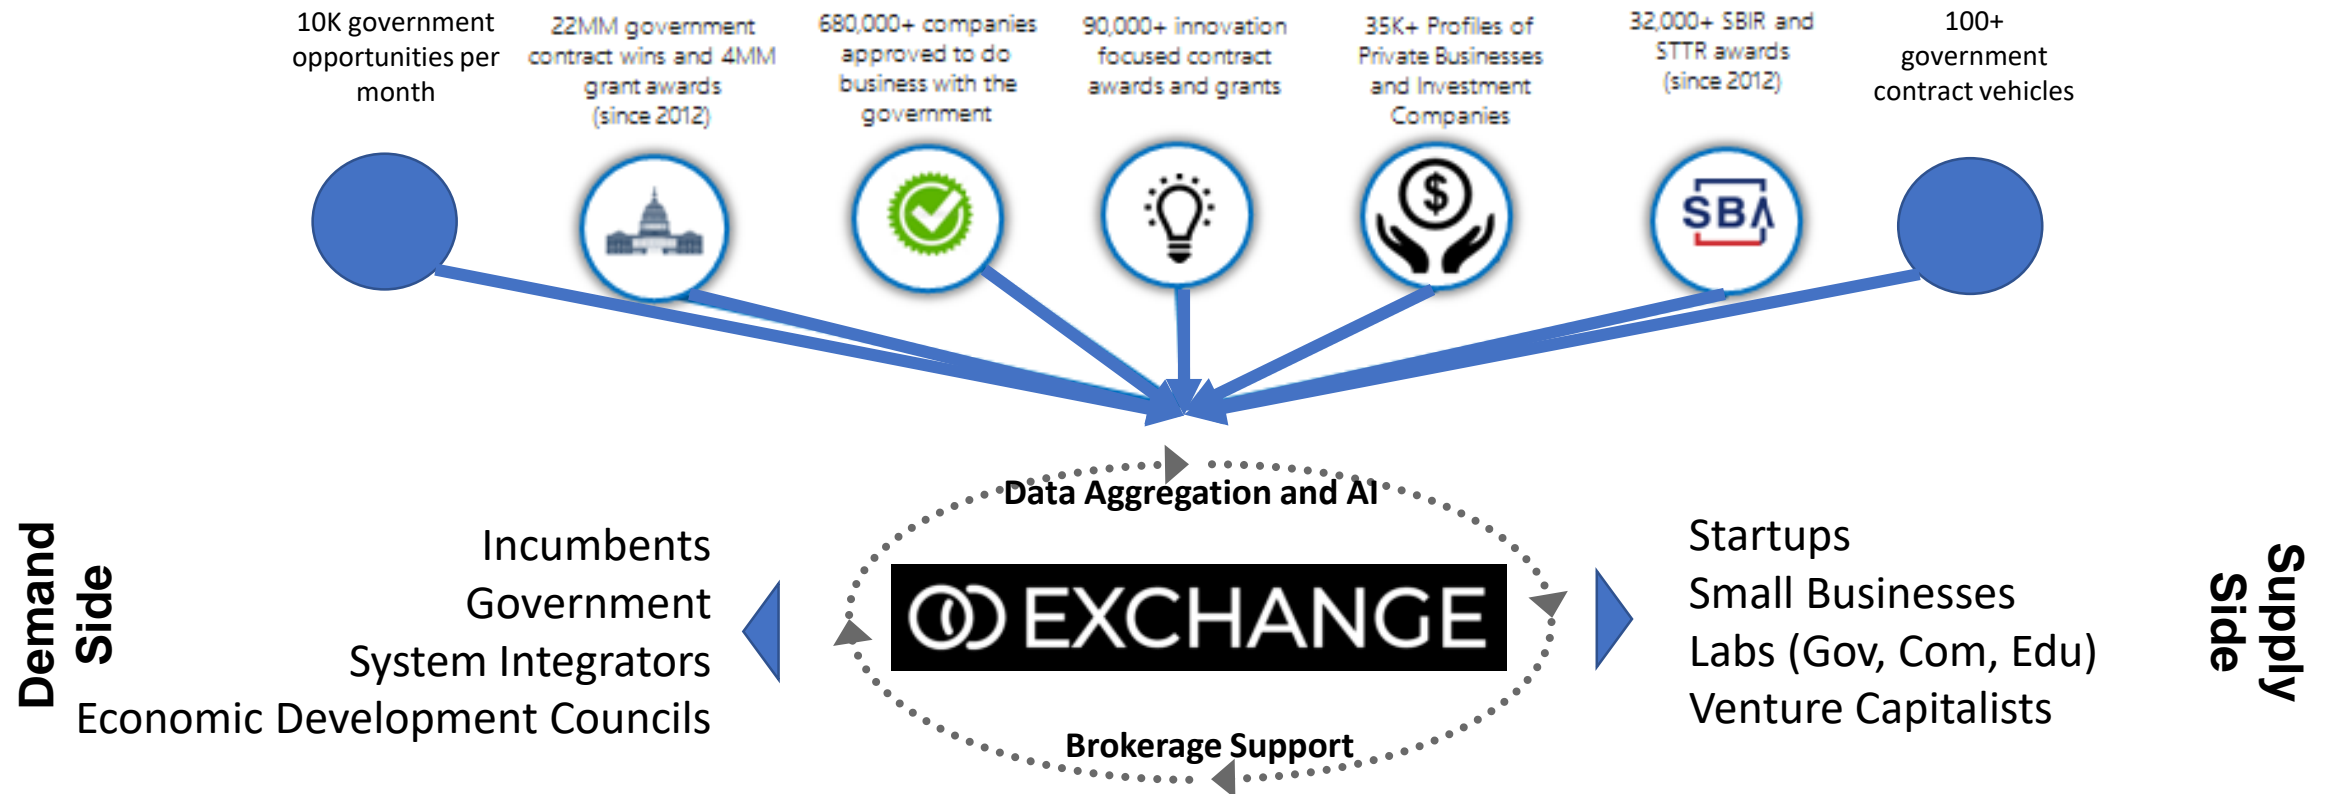 10K government
opportunities per
month
22MM government
contract wins and 4MM
grant awards
(since 2012)
680,000+ companies
approved to do
business with the
government
90,000+ innovation
focused contract
awards and grants
35K+ Profiles of
Private Businesses
and Investment
Companies
32,000+ SBIR and
STTR awards
(since 2012)
100+
government
contract vehicles
$
SBA
Data Aggregation and AI
Demand
Side
Incumbents
Government
System Integrators
Economic Development Councils
EXCHANGE
Brokerage Support
Startups
Small Businesses
Labs (Gov, Com, Edu)
Venture Capitalists
Supply
Side